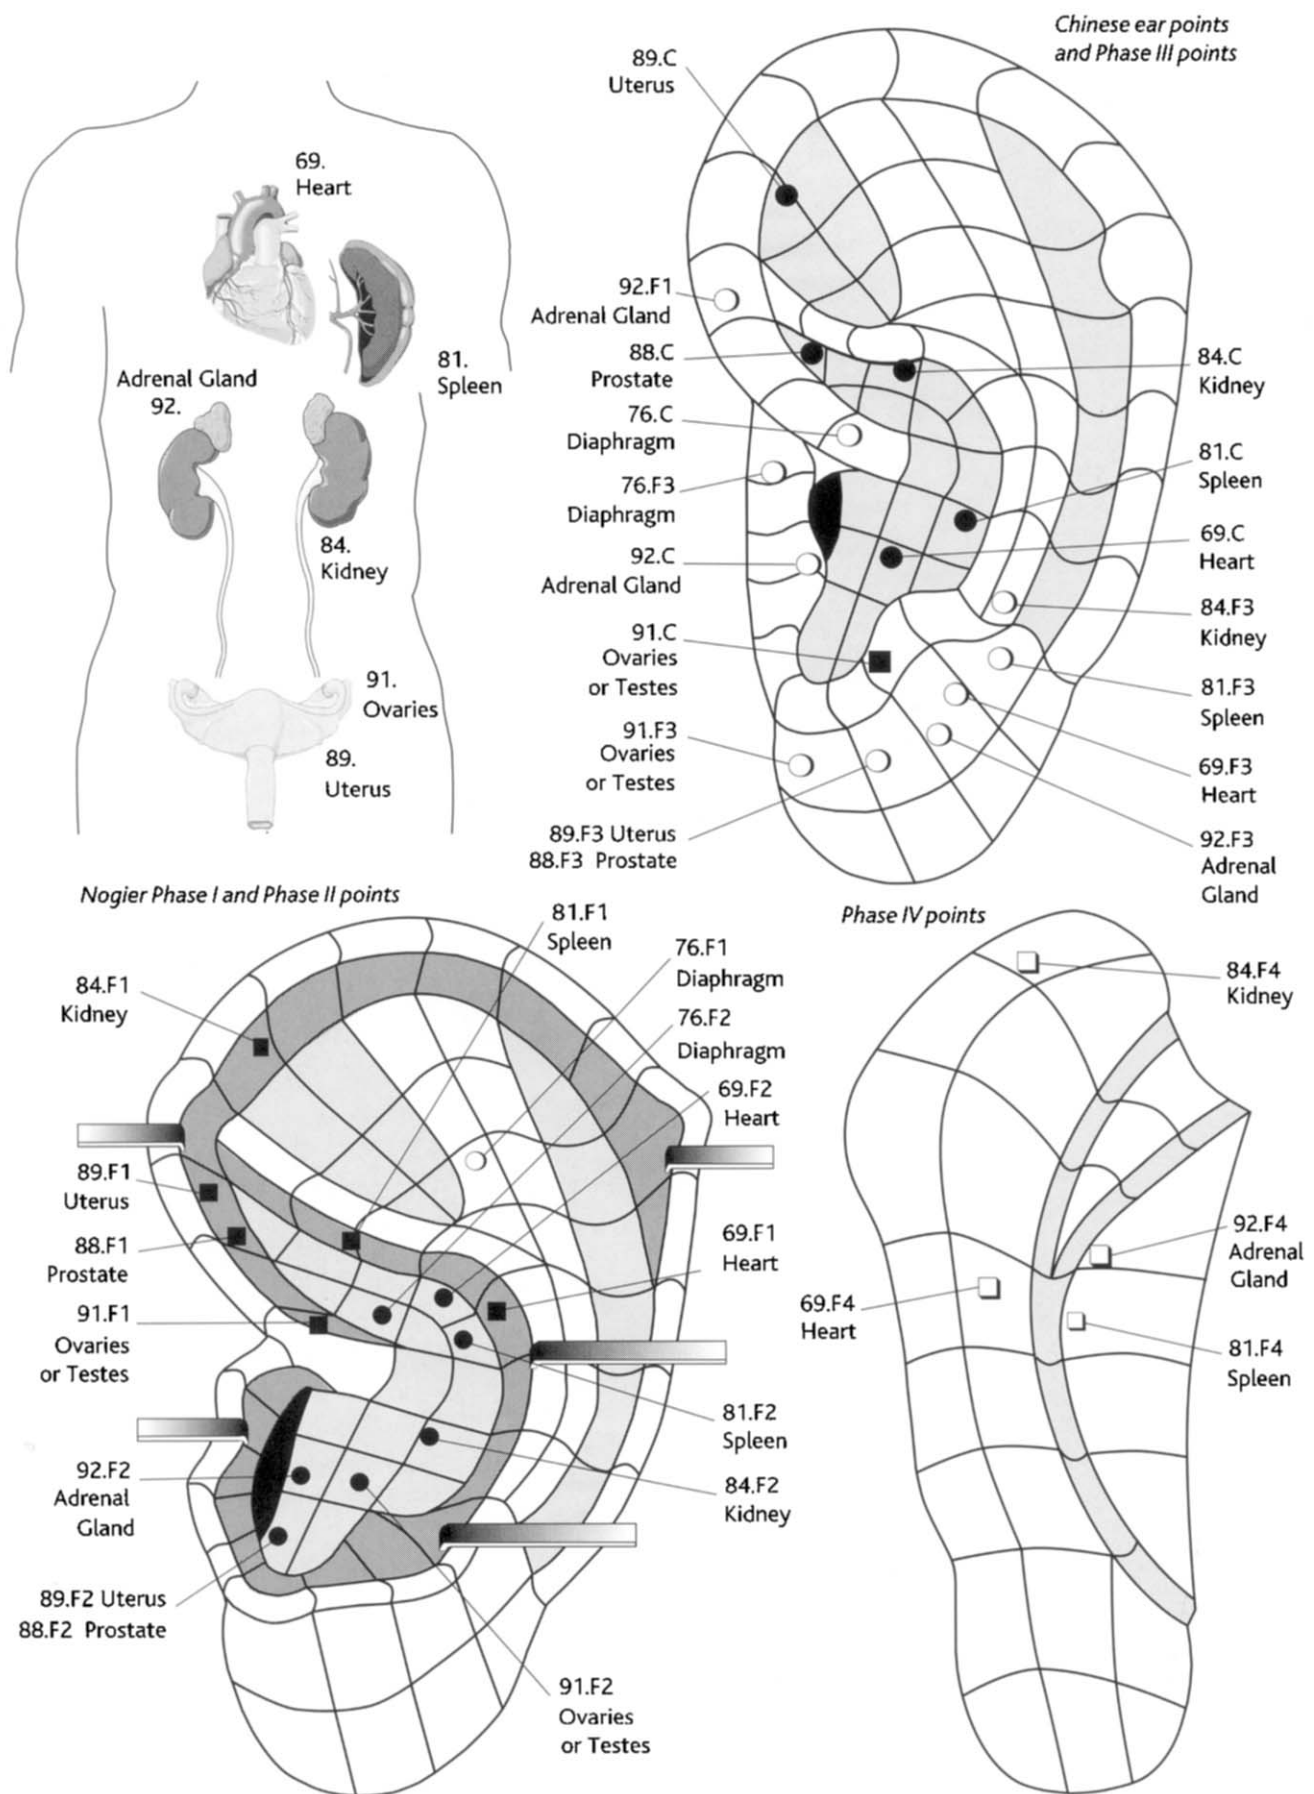 Chinese ear points
and Phase III points
89.C
Uterus
69.
Heart
92.F1
Adrenal Gland
88.C
Prostate
84.C
Kidney
81.
Spleen
Adrenal Gland
92.
76.C
Diaphragm
81.C
Spleen
76.F3
Diaphragm
69.C
Heart
84.
Kidney
92.C
Adrenal Gland
84.F3
Kidney
91.C
Ovaries
or Testes
91.
Ovaries
81.F3
Spleen
91.F3
Ovaries
or Testes
89.
Uterus
69.F3
Heart
89.F3 Uterus
88.F3 Prostate
92.F3
Adrenal
Gland
Nogier Phase I and Phase II points
81.F1
Spleen
76.F1
Diaphragm
84.F1
Kidney
76.F2
Diaphragm
69.F2
Heart
89.F1
Uterus
88.F1
Prostate
69.F1
Heart
91.F1
Ovaries
or Testes
81.F2
Spleen
92.F2
Adrenal
Gland
84.F2
Kidney
89.F2 Uterus
88.F2 Prostate
91.F2
Ovaries
or Testes
Phase IV points
84.F4
Kidney
92.F4
Adrenal
Gland
69.F4
Heart
81.F4
Spleen